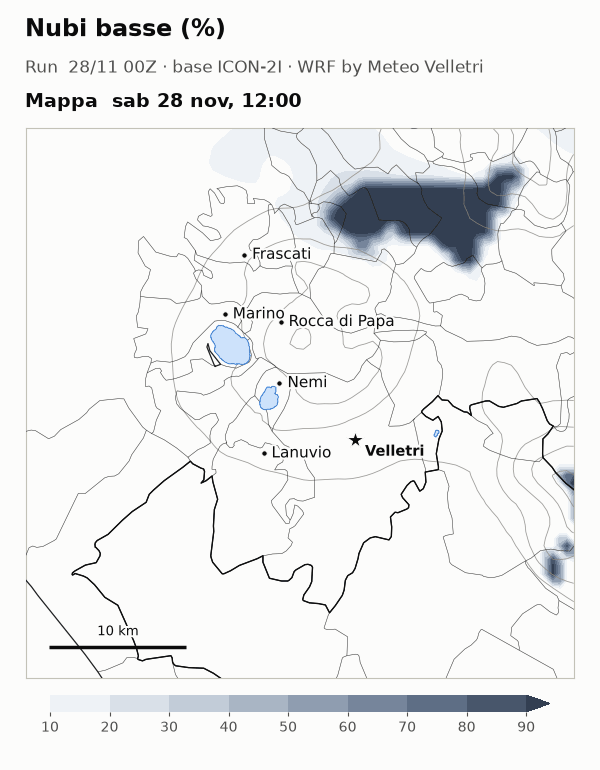 Nubi basse (%)
Run  28/11 00Z · base ICON-2I · WRF by Meteo Velletri
Mappa  sab 28 nov, 12:00
Frascati
Marino
Rocca di Papa
Nemi
Velletri
Lanuvio
10 km
10 20 30 40 50 60 70 80 90